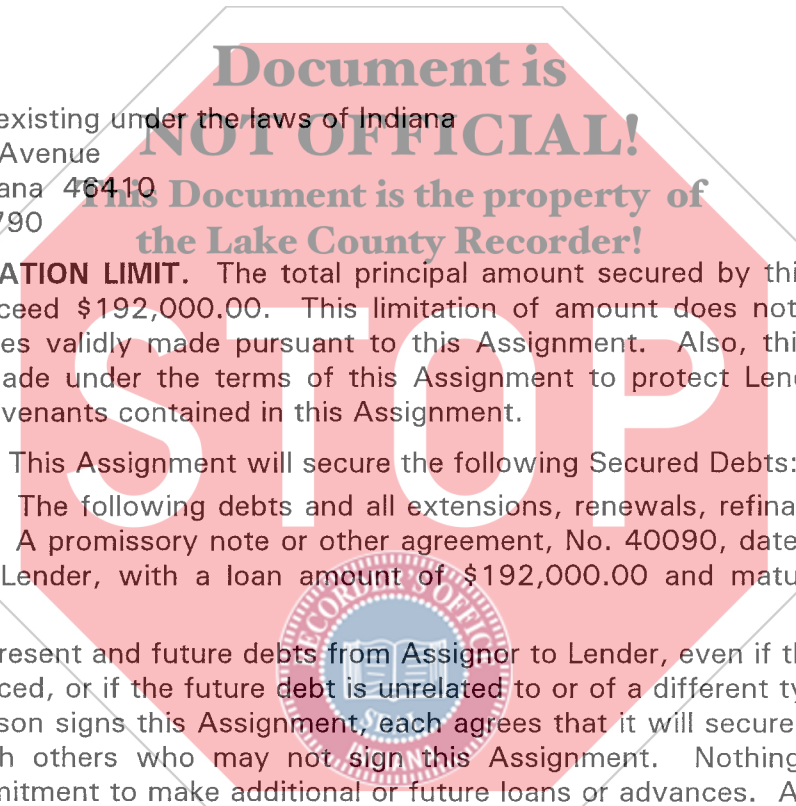 Document is
existing under the laws of Indiana
NOT OFFICIAL!
Avenue
ana 46410
This Document is the property of
790
the Lake County Recorder!
ATION LIMIT. The total principal amount secured by thi
ceed $192,000.00. This limitation of amount does not
es validly made pursuant to this Assignment. Also, thi
ade under the terms of this Assignment to protect Lend
venants contained in this Assignment.
STOP
This Assignment will secure the following Secured Debts:
The following debts and all extensions, renewals, refina
A promissory note or other agreement, No. 40090, date
Lender, with a loan amount of $192,000.00 and matu
RECORDER'S OFFICE
resent and future debts from Assignor to Lender, even if th
ced, or if the future debt is unrelated to or of a different ty
SEAL
son signs this Assignment, each agrees that it will secure
INDIANA
h others who may not sign this Assignment. Nothing
mitment to make additional or future loans or advances. A